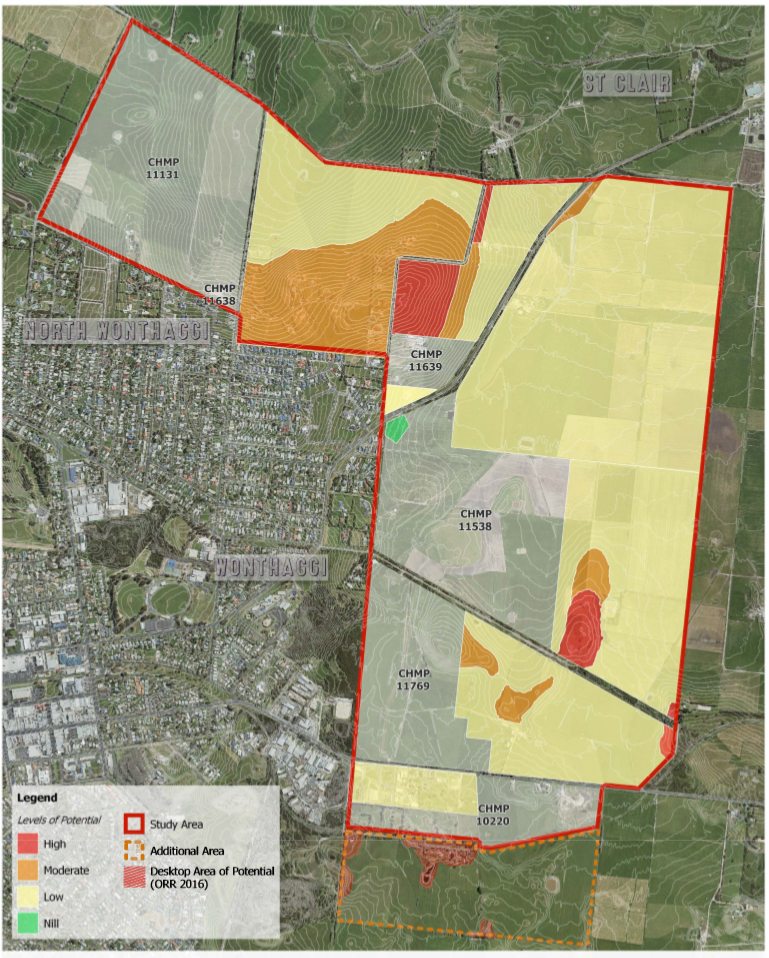 ST CLAIR
CHMP
11131
CHMP
11638
NORTH WONTHAGGI
CHMP
11639
CHMP
11538
WONTHAGGI
CHMP
11769
CHMP
10220
Legend
Levels of Potential
High
Moderate
Low
Nill
Study Area
Additional Area
Desktop Area of Potential
(ORR 2016)